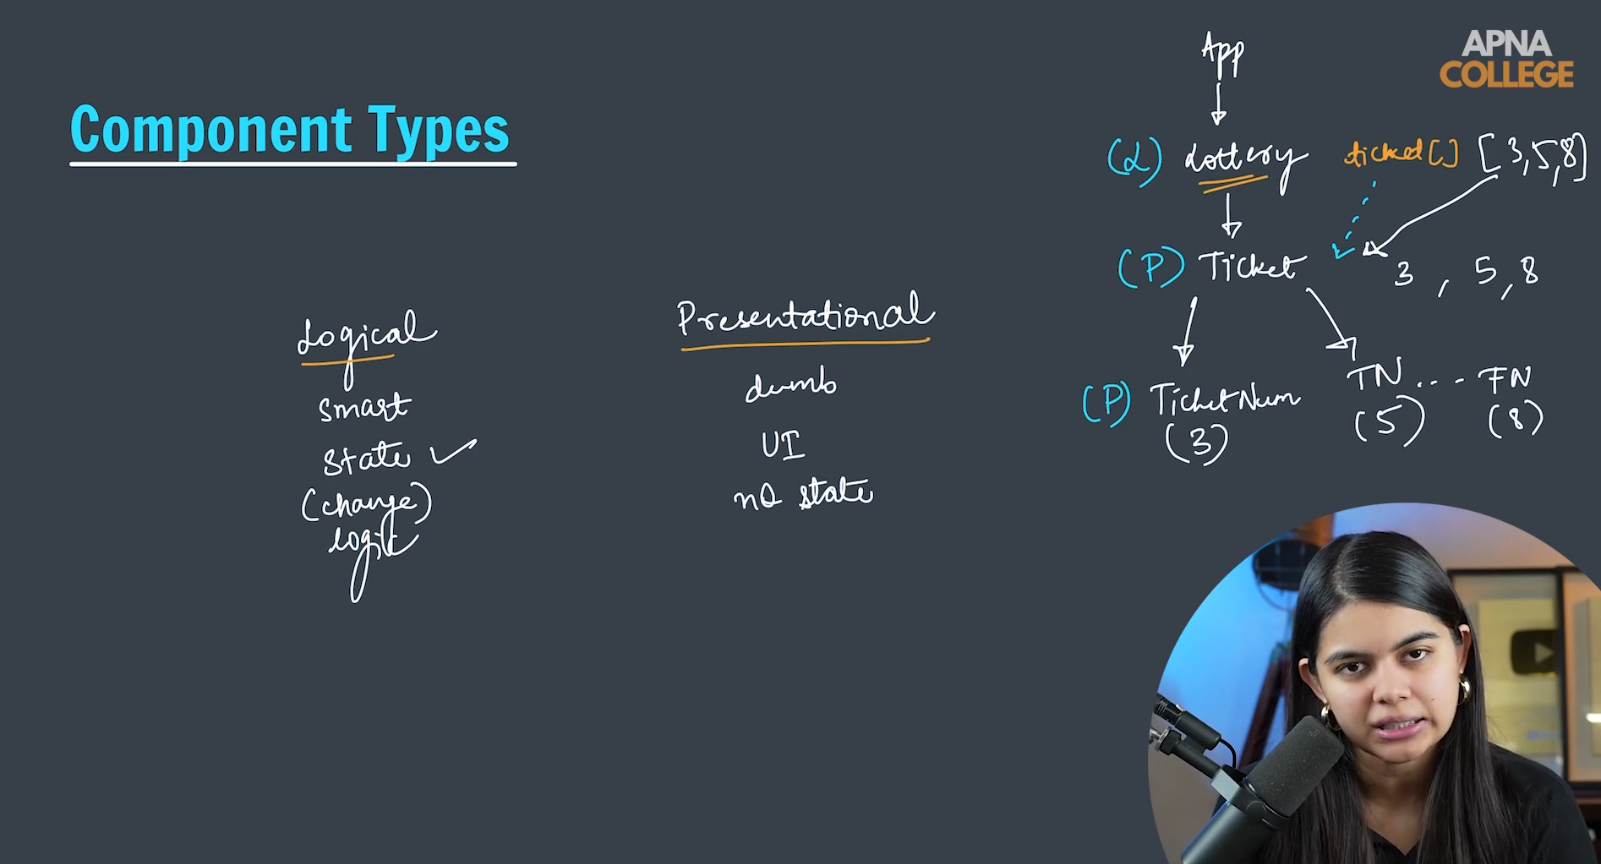 APNA
COLLEGE
Component Types
Logical
Smart
State ✓
(change)
logic
Presentational
dumb
UI
no state
App
(L) Lottery ticket[] [3,5,8]
(P) Ticket 3, 5, 8
(P) TicketNum TN .... TN
(3) (5) (8)